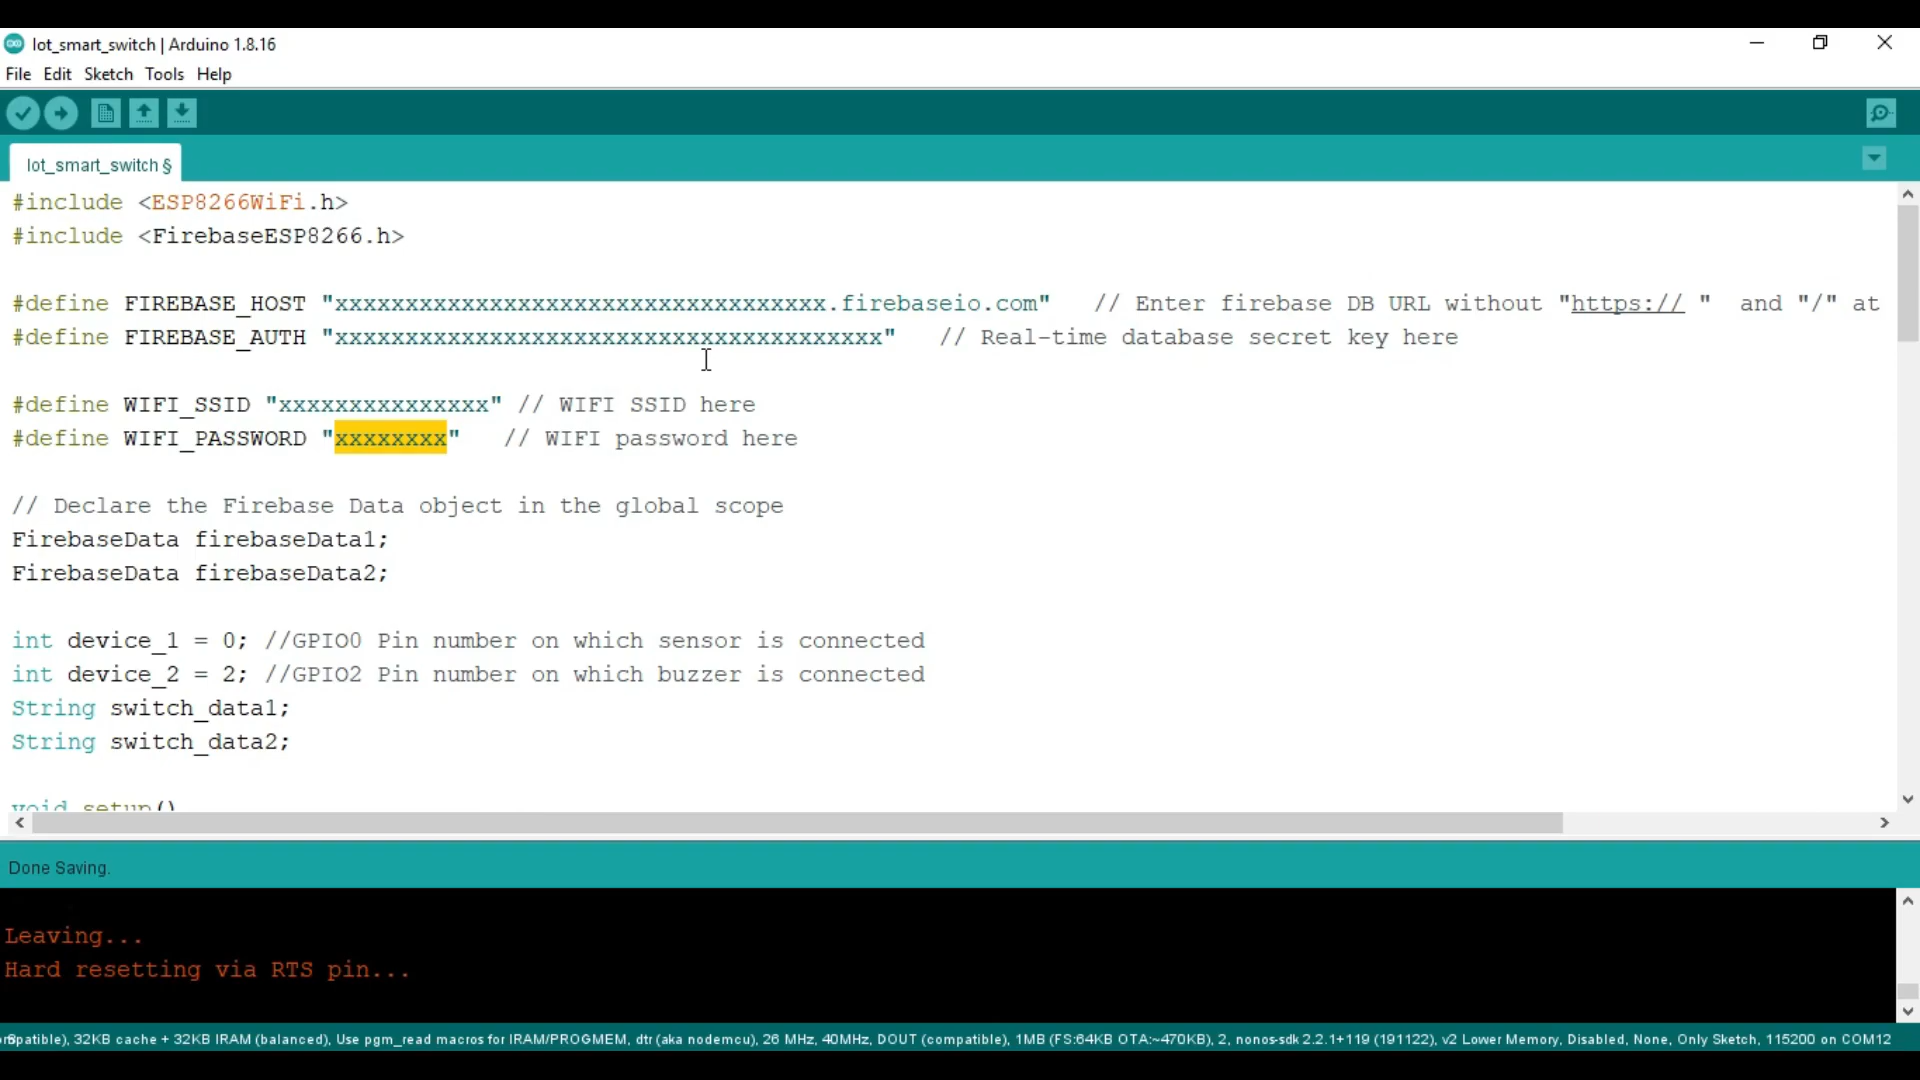 lot_smart_switch | Arduino 1.8.16
File Edit Sketch Tools Help
lot_smart_switch §
#include <ESP8266WiFi.h>
#include <FirebaseESP8266.h>
#define FIREBASE_HOST "xxxxxxxxxxxxxxxxxxxxxxxxxxxxxxxxxxx.firebaseio.com"   // Enter firebase DB URL without "https:// "  and "/" at
#define FIREBASE_AUTH "xxxxxxxxxxxxxxxxxxxxxxxxxxxxxxxxxxxxxxx"   // Real-time database secret key here
#define WIFI_SSID "xxxxxxxxxxxxxxx" // WIFI SSID here
#define WIFI_PASSWORD "xxxxxxxx"   // WIFI password here
// Declare the Firebase Data object in the global scope
FirebaseData firebaseData1;
FirebaseData firebaseData2;
int device_1 = 0; //GPIO0 Pin number on which sensor is connected
int device_2 = 2; //GPIO2 Pin number on which buzzer is connected
String switch_data1;
String switch_data2;
void setup()
Done Saving.
Leaving...
Hard resetting via RTS pin...
32KB cache + 32KB IRAM (balanced), Use pgm_read macros for IRAM/PROGMEM, dtr (aka nodemcu), 26 MHz, 40MHz, DOUT (compatible), 1MB (FS:64KB OTA:~470KB), 2, nonos-sdk 2.2.1+119 (191122), v2 Lower Memory, Disabled, None, Only Sketch, 115200 on COM12